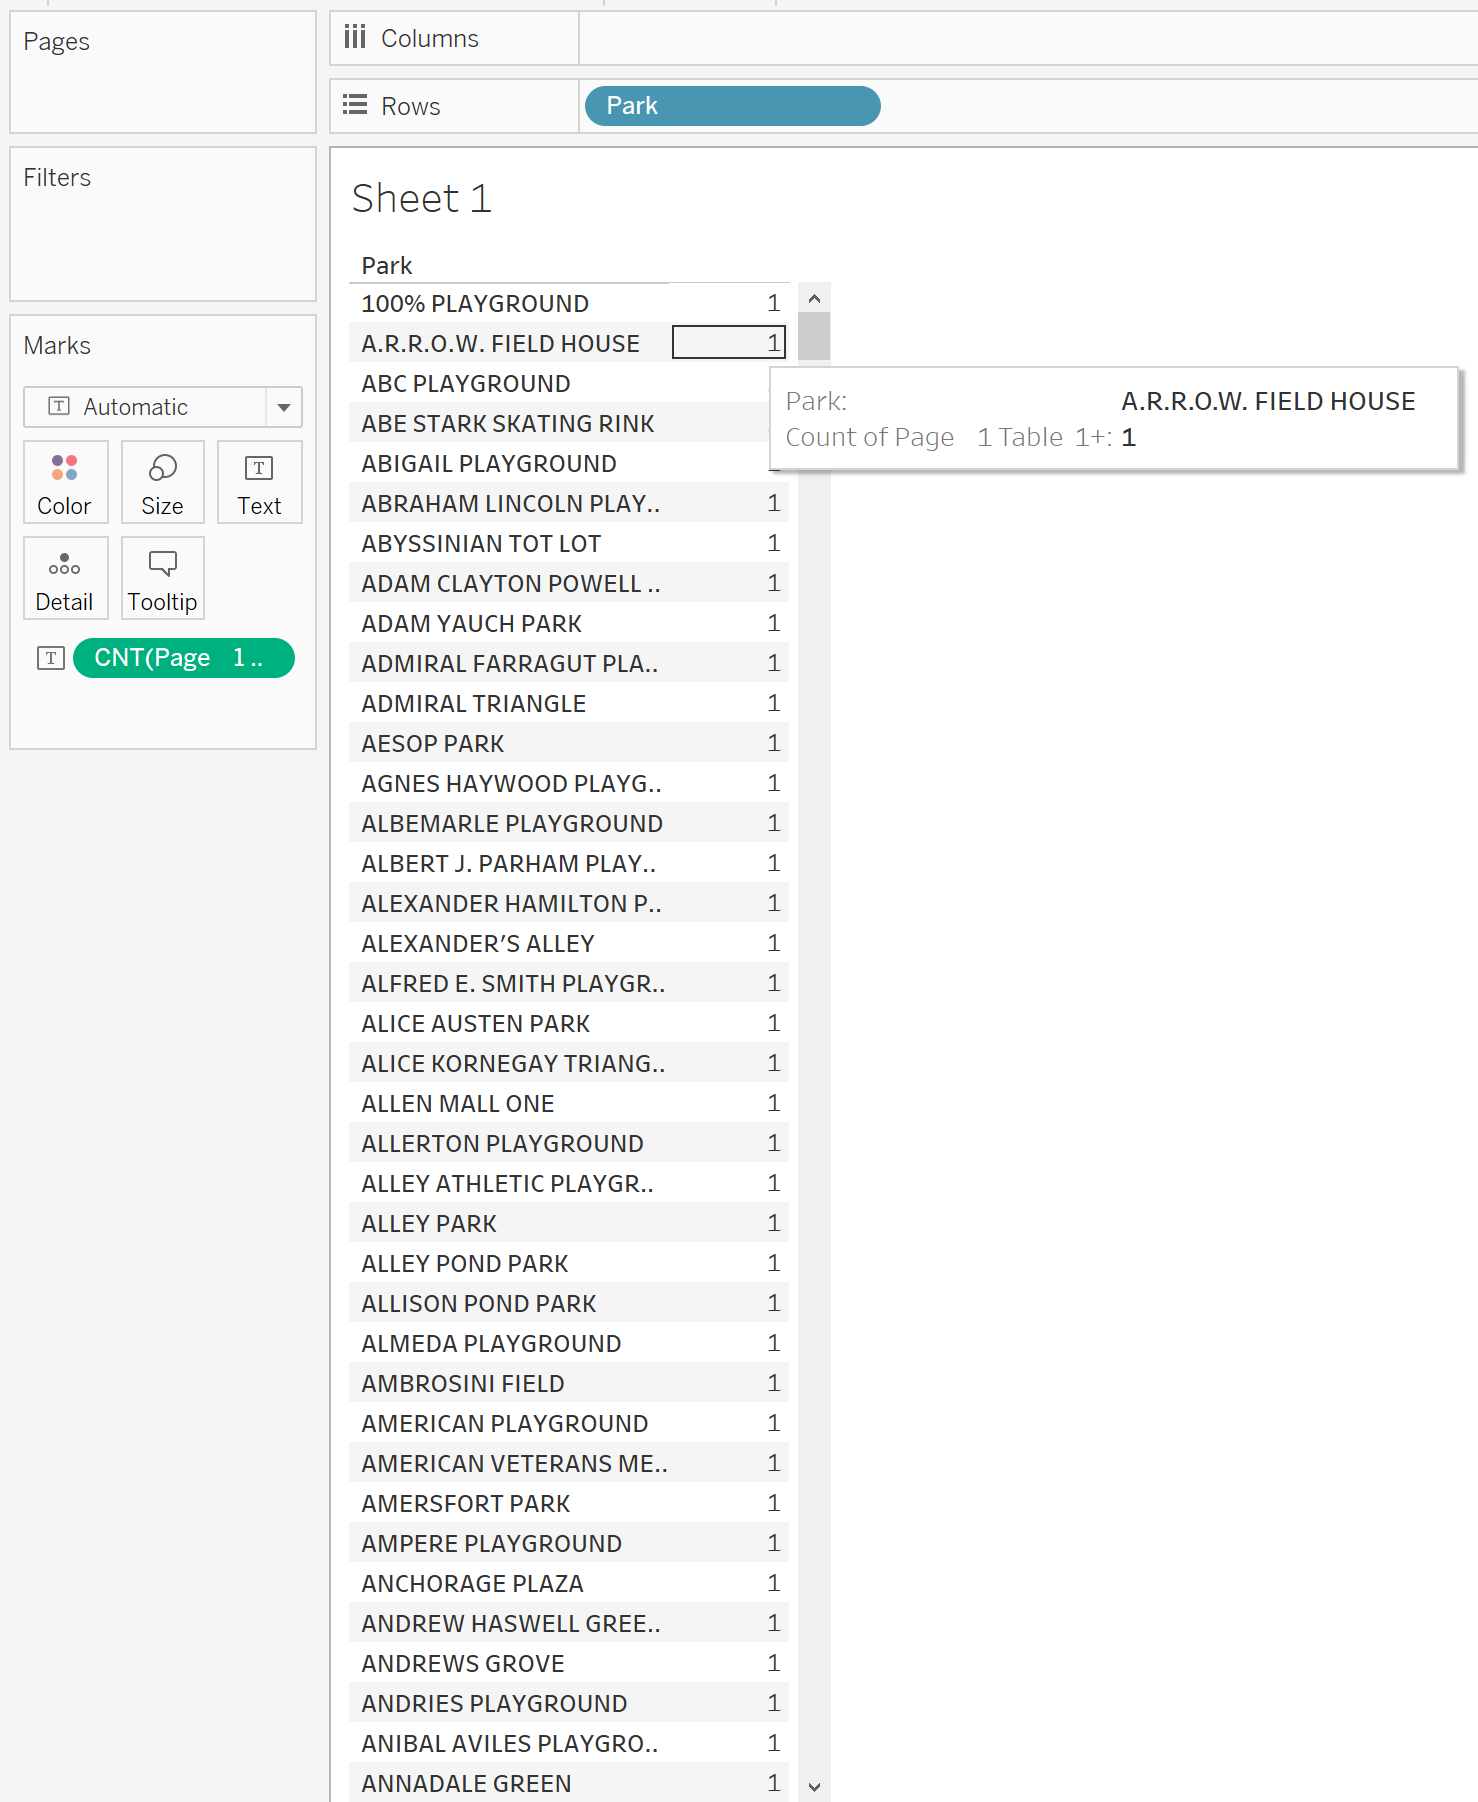 Pages
Columns
Rows
Park
Filters
Marks
Automatic
Color
Size
Text
Detail
Tooltip
CNT(Page 1 ..
Sheet 1
Park
100% PLAYGROUND 1
A.R.R.O.W. FIELD HOUSE 1
ABC PLAYGROUND
ABE STARK SKATING RINK
ABIGAIL PLAYGROUND
Park: A.R.R.O.W. FIELD HOUSE
Count of Page 1 Table 1+: 1
ABRAHAM LINCOLN PLAY.. 1
ABYSSINIAN TOT LOT 1
ADAM CLAYTON POWELL .. 1
ADAM YAUCH PARK 1
ADMIRAL FARRAGUT PLA.. 1
ADMIRAL TRIANGLE 1
AESOP PARK 1
AGNES HAYWOOD PLAYG.. 1
ALBEMARLE PLAYGROUND 1
ALBERT J. PARHAM PLAY.. 1
ALEXANDER HAMILTON P.. 1
ALEXANDER’S ALLEY 1
ALFRED E. SMITH PLAYGR.. 1
ALICE AUSTEN PARK 1
ALICE KORNEGAY TRIANG.. 1
ALLEN MALL ONE 1
ALLERTON PLAYGROUND 1
ALLEY ATHLETIC PLAYGR.. 1
ALLEY PARK 1
ALLEY POND PARK 1
ALLISON POND PARK 1
ALMEDA PLAYGROUND 1
AMBROSINI FIELD 1
AMERICAN PLAYGROUND 1
AMERICAN VETERANS ME.. 1
AMERSFORT PARK 1
AMPERE PLAYGROUND 1
ANCHORAGE PLAZA 1
ANDREW HASWELL GREE.. 1
ANDREWS GROVE 1
ANDRIES PLAYGROUND 1
ANIBAL AVILES PLAYGRO.. 1
ANNADALE GREEN 1